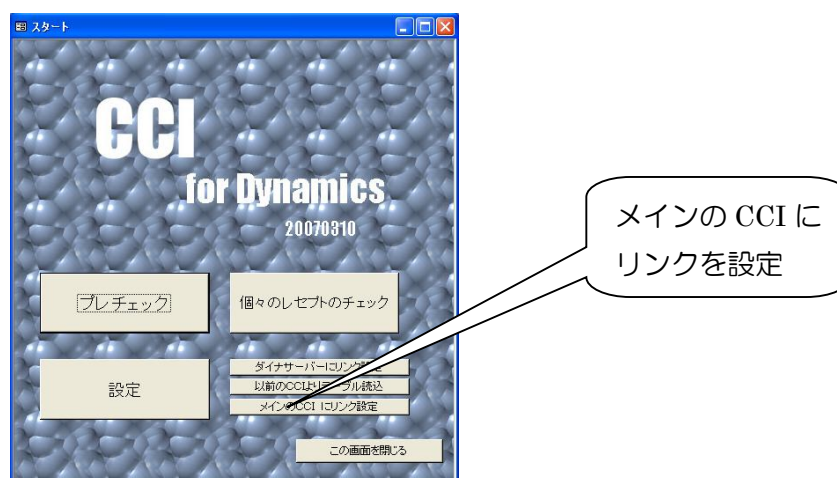 スタート
CCI
for Dynamics
20070310
プレチェック
個々のレセプトのチェック
設定
ダイナサーバーにリンク設定
以前のCCIよりテーブル読込
メインのCCI にリンク設定
この画面を閉じる
メインの CCI に
リンクを設定